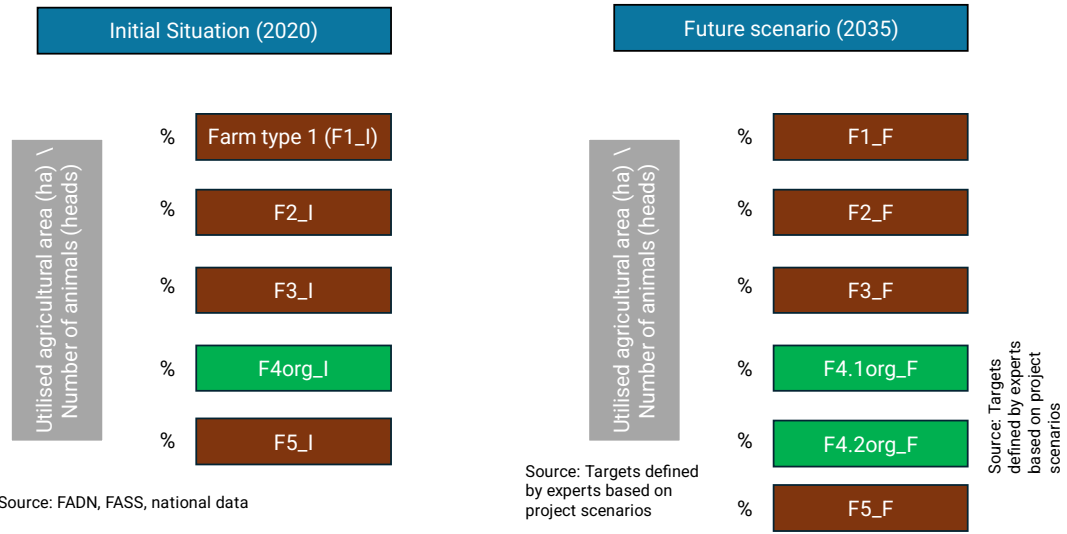 Initial Situation (2020)
Utilised agricultural area (ha) \
Number of animals (heads)
% Farm type 1 (F1_I)
% F2_I
% F3_I
% F4org_I
% F5_I
Source: FADN, FASS, national data
Future scenario (2035)
Utilised agricultural area (ha) \
Number of animals (heads)
% F1_F
% F2_F
% F3_F
% F4.1org_F
% F4.2org_F
% F5_F
Source: Targets defined
by experts based on
project scenarios
Source: Targets
defined by experts
based on project
scenarios